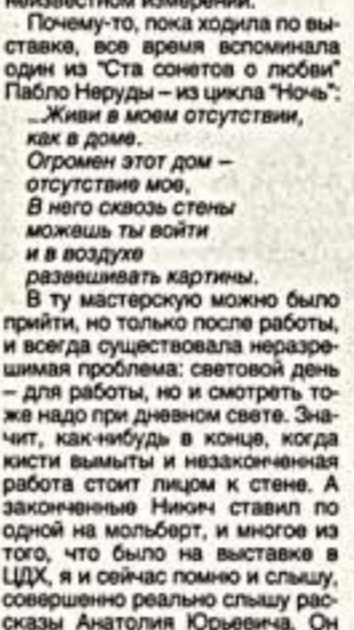 неизвестном измерении.
Почему-то, пока ходила по вы-
ставке, все время вспоминала
один из "Ста сонетов о любви"
Пабло Неруды – из цикла "Ночь":
...Живи в моем отсутствии,
как в доме.
Огромен этот дом –
отсутствие мое,
В него сквозь стены
можешь ты войти
и в воздухе
развешивать картины.
В ту мастерскую можно было
прийти, но только после работы,
и всегда существовала неразре-
шимая проблема: световой день
– для работы, но и смотреть то-
же надо при дневном свете. Зна-
чит, как-нибудь в конце, когда
кисти вымыты и незаконченная
работа стоит лицом к стене. А
законченные Никич ставил по
одной на мольберт, и многое из
того, что было на выставке в
ЦДХ, я и сейчас помню и слышу,
совершенно реально слышу рас-
сказы Анатолия Юрьевича. Он